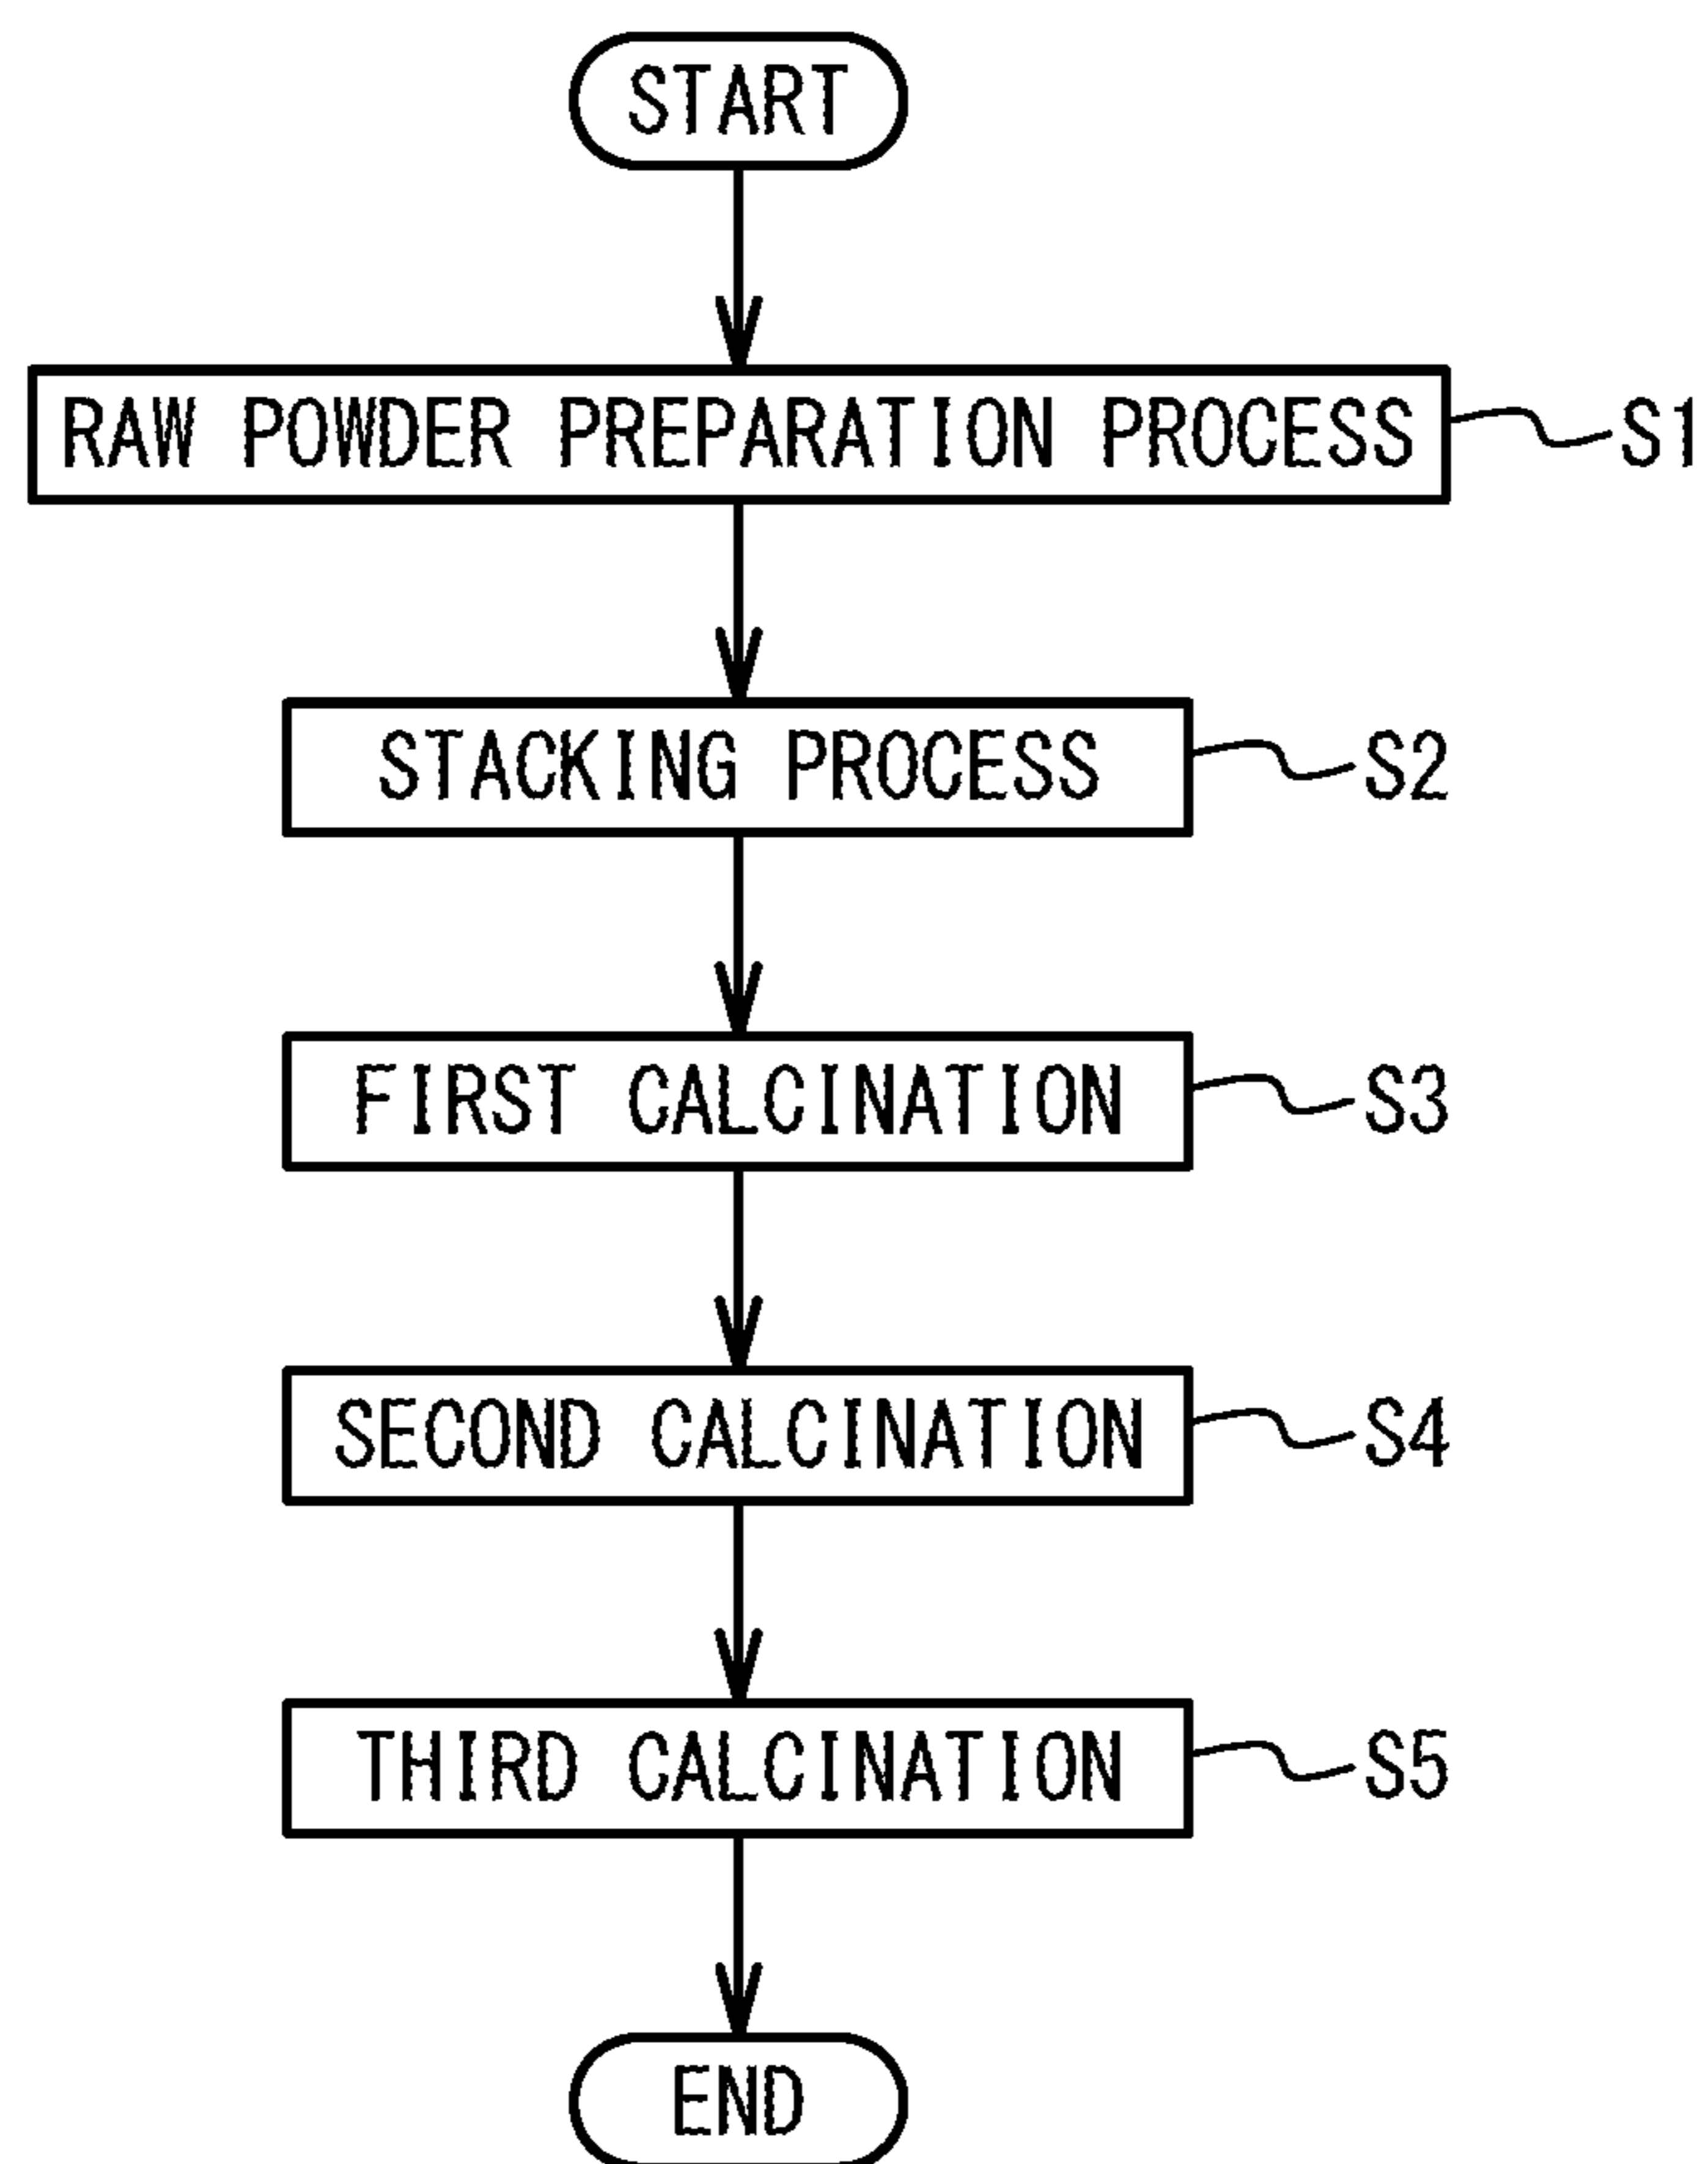 START
RAW POWDER PREPARATION PROCESS S1
STACKING PROCESS S2
FIRST CALCINATION S3
SECOND CALCINATION S4
THIRD CALCINATION S5
END